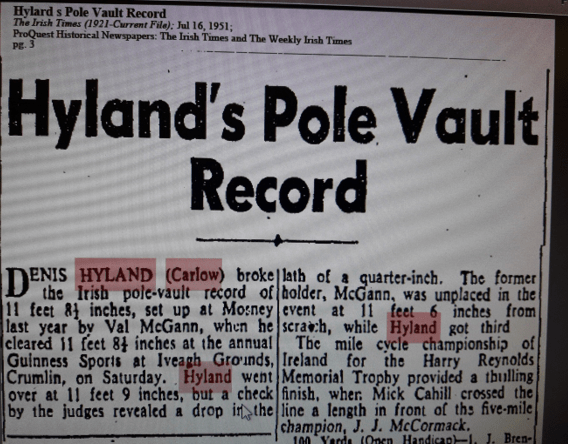 Hylard s Pole Vault Record
The Irish Times (1921-Current File); Jul 16, 1951;
ProQuest Historical Newspapers: The Irish Times and The Weekly Irish Times
pg. 3
Hyland's Pole Vault
Record
DENIS HYLAND (Carlow) broke
the Irish pole-vault record of
11 feet 8½ inches, set up at Mosney
last year by Val McGann, when he
cleared 11 feet 8¾ inches at the annual
Guinness Sports at Iveagh Grounds,
Crumlin, on Saturday. Hyland went
over at 11 feet 9 inches, but a check
by the judges revealed a drop in the
lath of a quarter-inch. The former
holder, McGann, was unplaced in the
event at 11 feet 6 inches from
scratch, while Hyland got third
The mile cycle championship of
Ireland for the Harry Reynolds
Memorial Trophy provided a thrilling
finish, when Mick Cahill crossed the
line a length in front of the five-mile
champion, J. J. McCormack.
100 Yards (Open Handicap)—1, J. Bren-